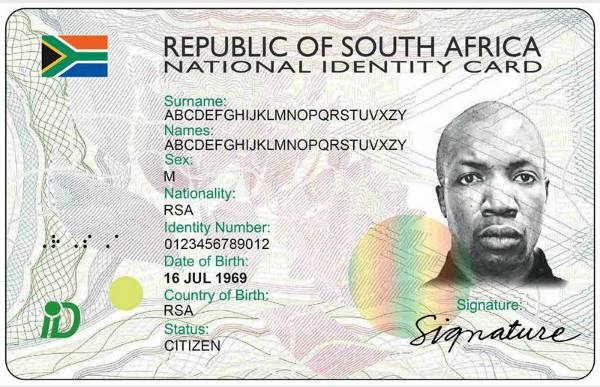 REPUBLIC OF SOUTH AFRICA
NATIONAL IDENTITY CARD
Surname:
ABCDEFGHIJKLMNOPQRSTUVXZY
Names:
ABCDEFGHIJKLMNOPQRSTUVXZY
Sex:
M
Nationality:
RSA
Identity Number:
0123456789012
Date of Birth:
16 JUL 1969
Country of Birth:
RSA
Status:
CITIZEN
Signature:
Signature
iD